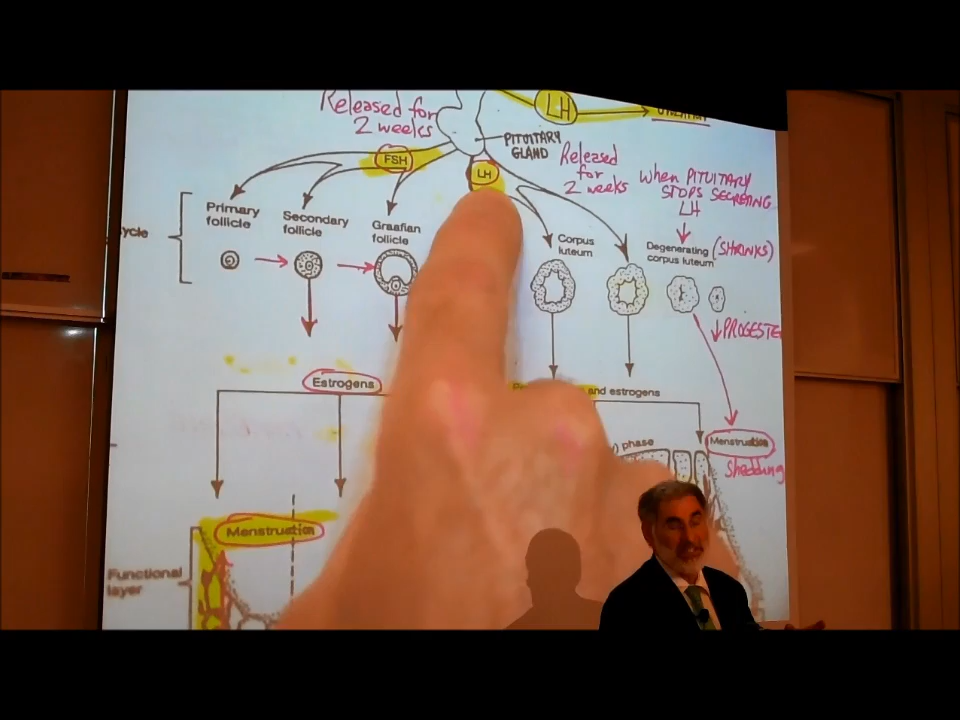 Released for
2 weeks
LH
PITUITARY
GLAND
FSH
LH
Released
for
2 weeks
When PITUITARY
STOPS SECREANG
LH
Primary
follicle
Secondary
follicle
Graafian
follicle
Corpus
luteum
Degenerating
corpus luteum
(SHRINKS)
↓PROGESTE
Estrogens
and estrogens
phase
Menstruation
Shedding
Menstruation
Functional
layer